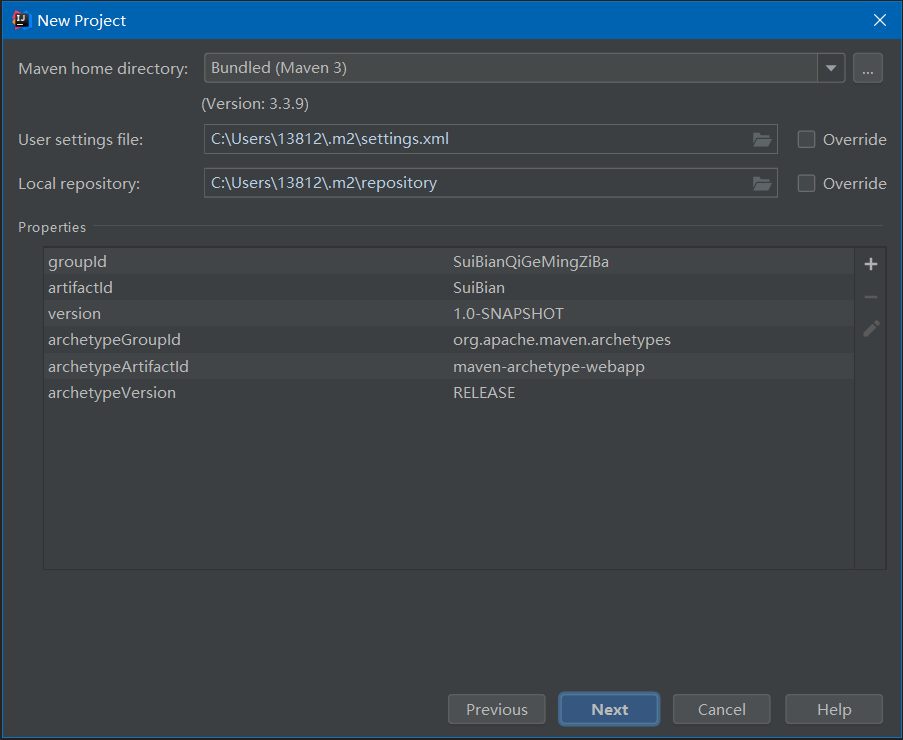 New Project
Maven home directory: Bundled (Maven 3) ...
(Version: 3.3.9)
User settings file: C:\Users\13812\.m2\settings.xml Override
Local repository: C:\Users\13812\.m2\repository Override
Properties
groupId SuiBianQiGeMingZiBa
artifactId SuiBian
version 1.0-SNAPSHOT
archetypeGroupId org.apache.maven.archetypes
archetypeArtifactId maven-archetype-webapp
archetypeVersion RELEASE
Previous Next Cancel Help